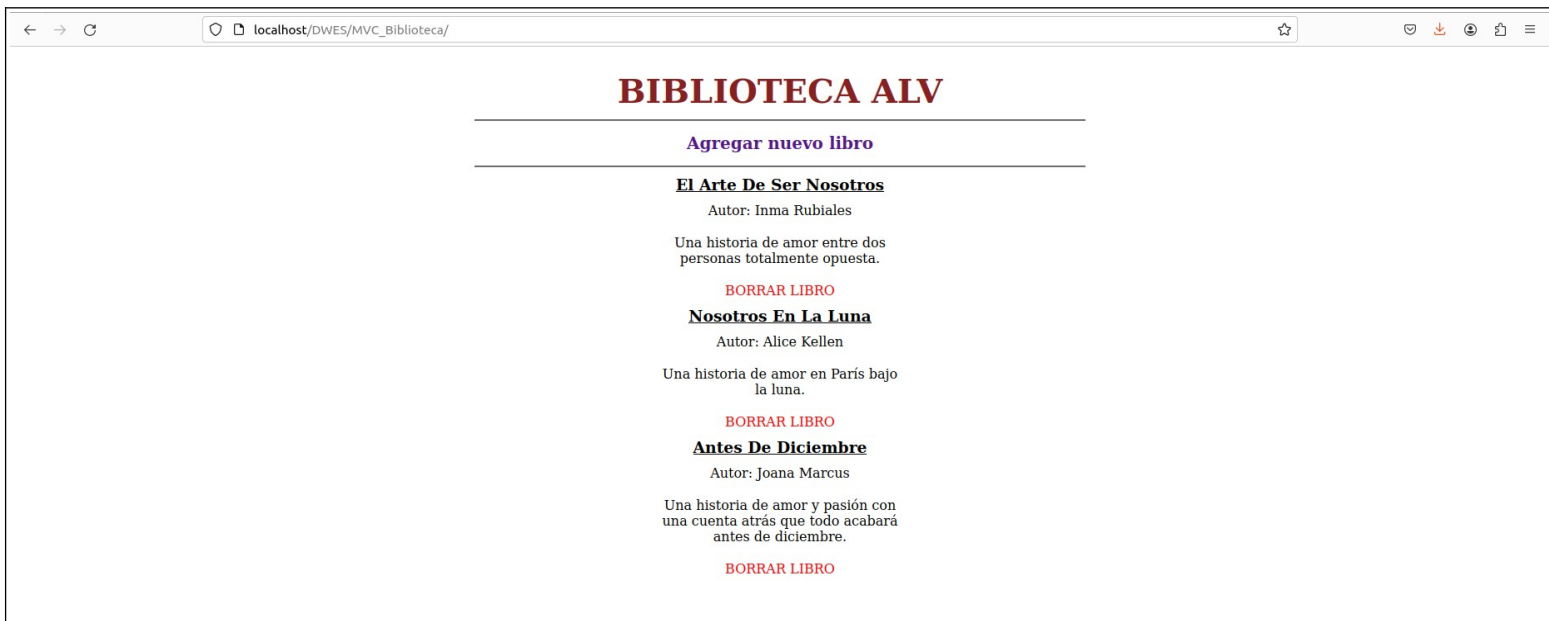 localhost/DWES/MVC_Biblioteca/
BIBLIOTECA ALV
Agregar nuevo libro
El Arte De Ser Nosotros
Autor: Inma Rubiales
Una historia de amor entre dos
personas totalmente opuesta.
BORRAR LIBRO
Nosotros En La Luna
Autor: Alice Kellen
Una historia de amor en París bajo
la luna.
BORRAR LIBRO
Antes De Diciembre
Autor: Joana Marcus
Una historia de amor y pasión con
una cuenta atrás que todo acabará
antes de diciembre.
BORRAR LIBRO